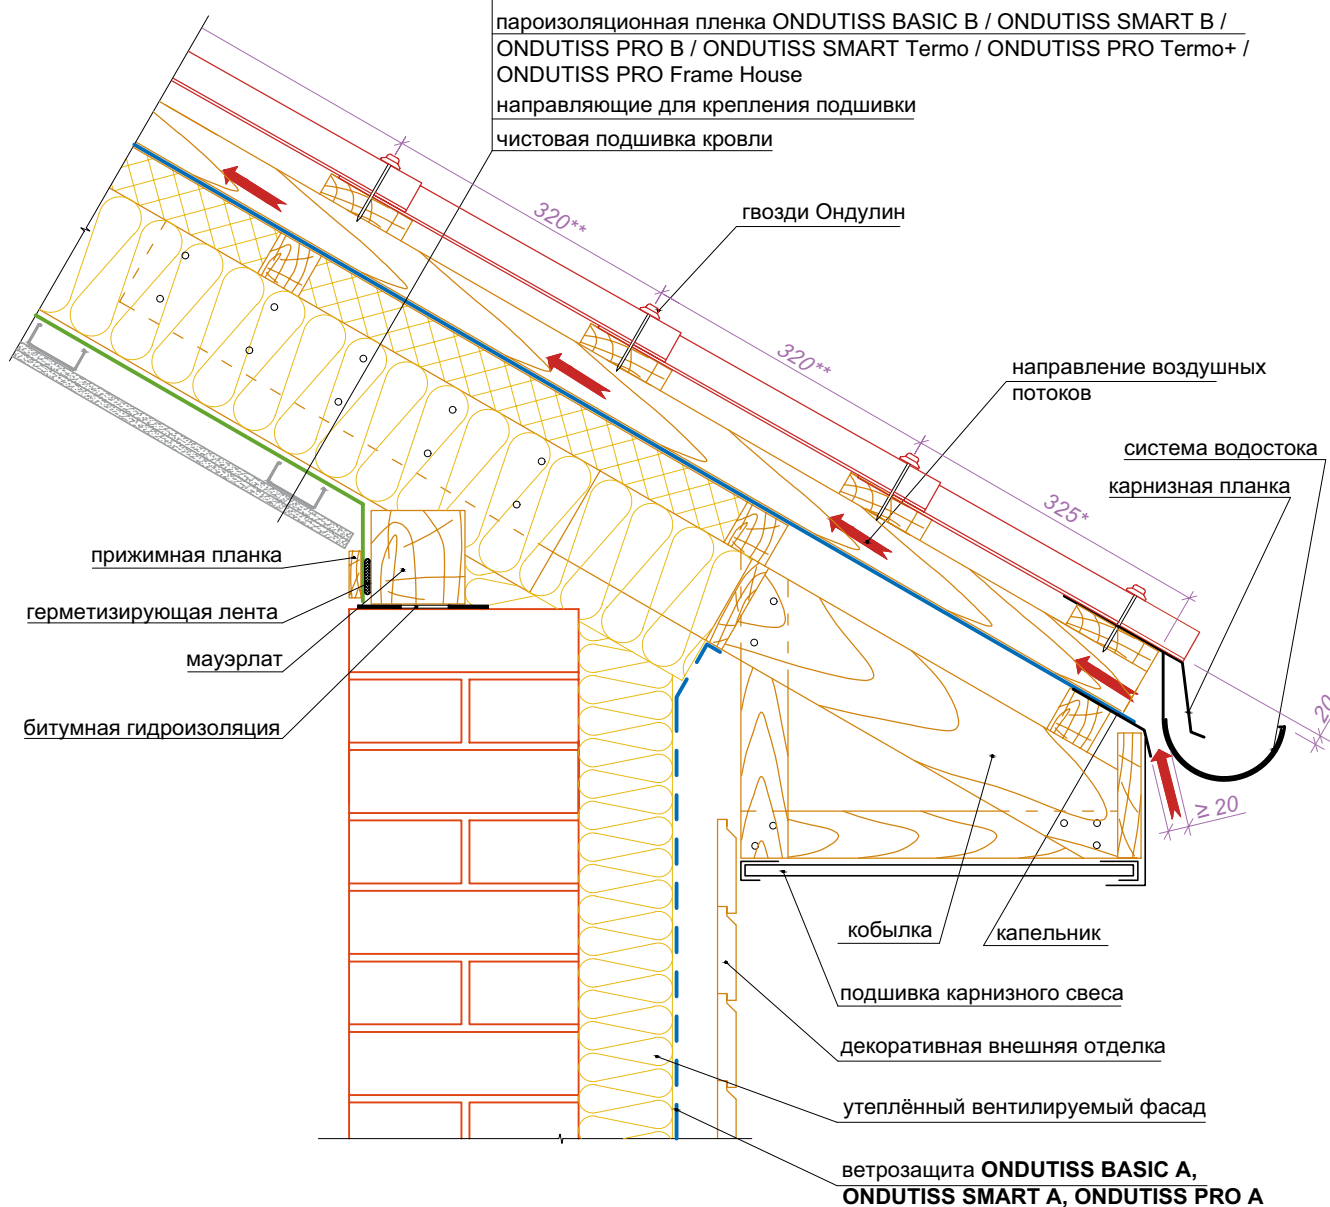 пароизоляционная пленка ONDUTISS BASIC B / ONDUTISS SMART B /
ONDUTISS PRO B / ONDUTISS SMART Termo / ONDUTISS PRO Termo+ /
ONDUTISS PRO Frame House
направляющие для крепления подшивки
чистовая подшивка кровли
320**
гвозди Ондулин
320**
направление воздушных
потоков
325*
система водостока
карнизная планка
прижимная планка
герметизирующая лента
мауэрлат
битумная гидроизоляция
20
≥ 20
кобылка
капельник
подшивка карнизного свеса
декоративная внешняя отделка
утеплённый вентилируемый фасад
ветрозащита ONDUTISS BASIC A,
ONDUTISS SMART A, ONDUTISS PRO A